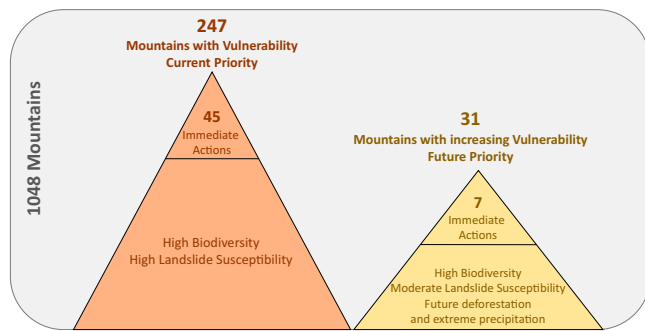 1048 Mountains
247
Mountains with Vulnerability
Current Priority
45
Immediate
Actions
High Biodiversity
High Landslide Susceptibility
31
Mountains with increasing Vulnerability
Future Priority
7
Immediate
Actions
High Biodiversity
Moderate Landslide Susceptibility
Future deforestation
and extreme precipitation